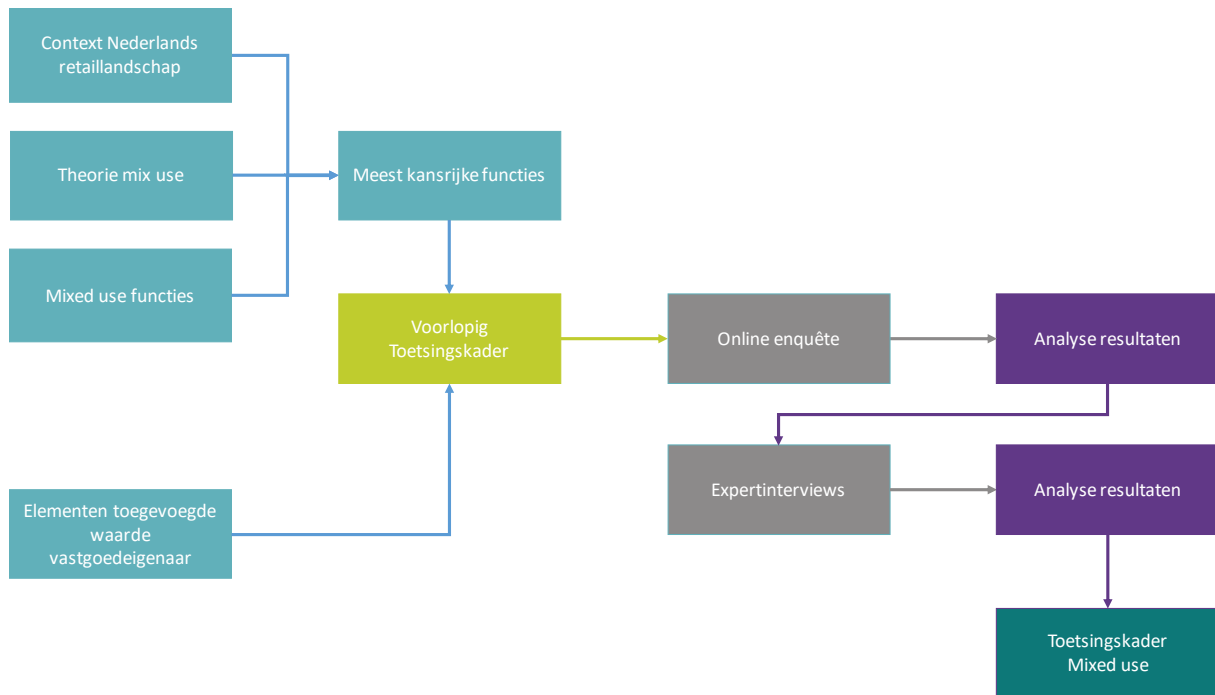 Context Nederlands
retaillandschap
Theorie mix use
Meest kansrijke functies
Mixed use functies
Voorlopig
Toetsingskader
Online enquête
Analyse resultaten
Expertinterviews
Analyse resultaten
Elementen toegevoegde
waarde
vastgoedeigenaar
Toetsingskader
Mixed use